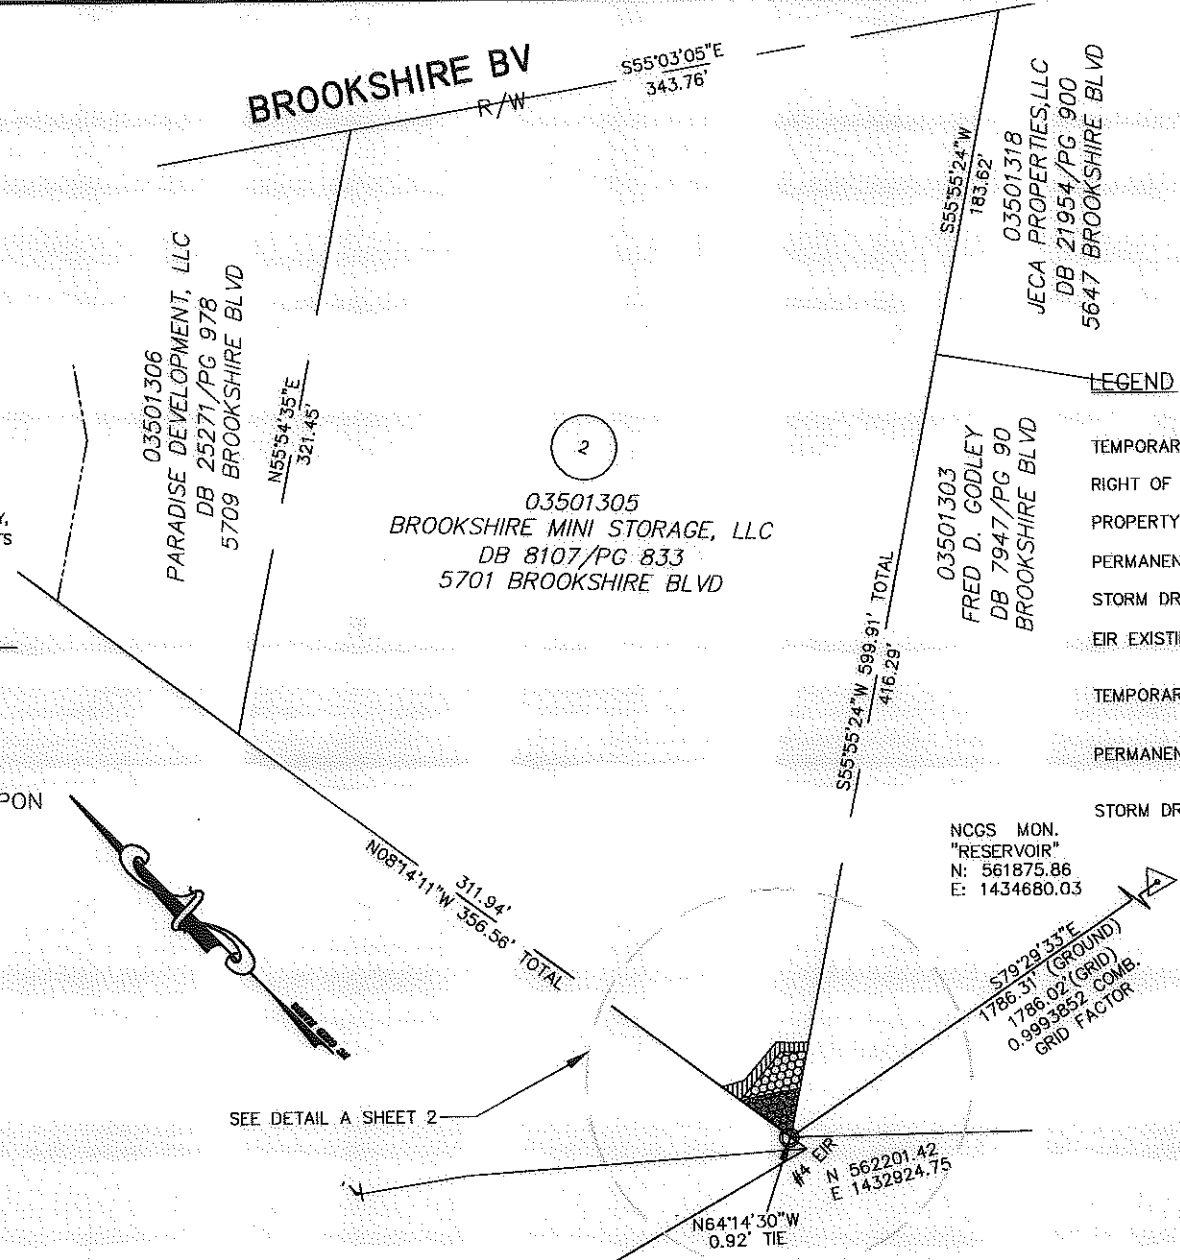 BROOKSHIRE BV
R/W
S55°03'05"E
343.76'
S55°55'24"W
183.62'
03501318
JECA PROPERTIES,LLC
DB 21954/PG 900
5647 BROOKSHIRE BLVD
03501306
PARADISE DEVELOPMENT, LLC
DB 25271/PG 978
5709 BROOKSHIRE BLVD
N55°54'35"E
321.45'
2
03501305
BROOKSHIRE MINI STORAGE, LLC
DB 8107/PG 833
5701 BROOKSHIRE BLVD
03501303
FRED D. GODLEY
DB 7947/PG 90
BROOKSHIRE BLVD
S55°55'24"W 599.91' TOTAL
416.29'
LEGEND
TEMPORAR
RIGHT OF
PROPERTY
PERMANEN
STORM DR
EIR EXISTI
TEMPORAR
PERMANEN
STORM DR
Y,
TS
PON
N08°14'11"W
311.94'
356.56' TOTAL
NCGS MON.
"RESERVOIR"
N: 561875.86
E: 1434680.03
S79°29'33"E
1786.31' (GROUND)
1786.02'(GRID)
0.9993852 COMB.
GRID FACTOR
SEE DETAIL A SHEET 2
#4 EIR
N 562201.42
E 1432924.75
N64°14'30"W
0.92' TIE